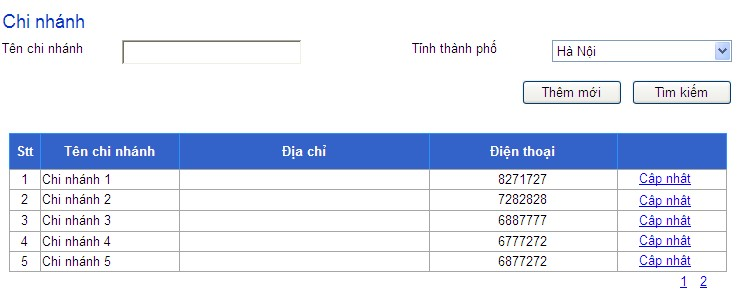 Chi nhánh
Tên chi nhánh Tỉnh thành phố Hà Nội
Thêm mới Tìm kiếm
Stt Tên chi nhánh Địa chỉ Điện thoại
1 Chi nhánh 1 8271727 Cập nhật
2 Chi nhánh 2 7282828 Cập nhật
3 Chi nhánh 3 6887777 Cập nhật
4 Chi nhánh 4 6777272 Cập nhật
5 Chi nhánh 5 6877272 Cập nhật
1 2